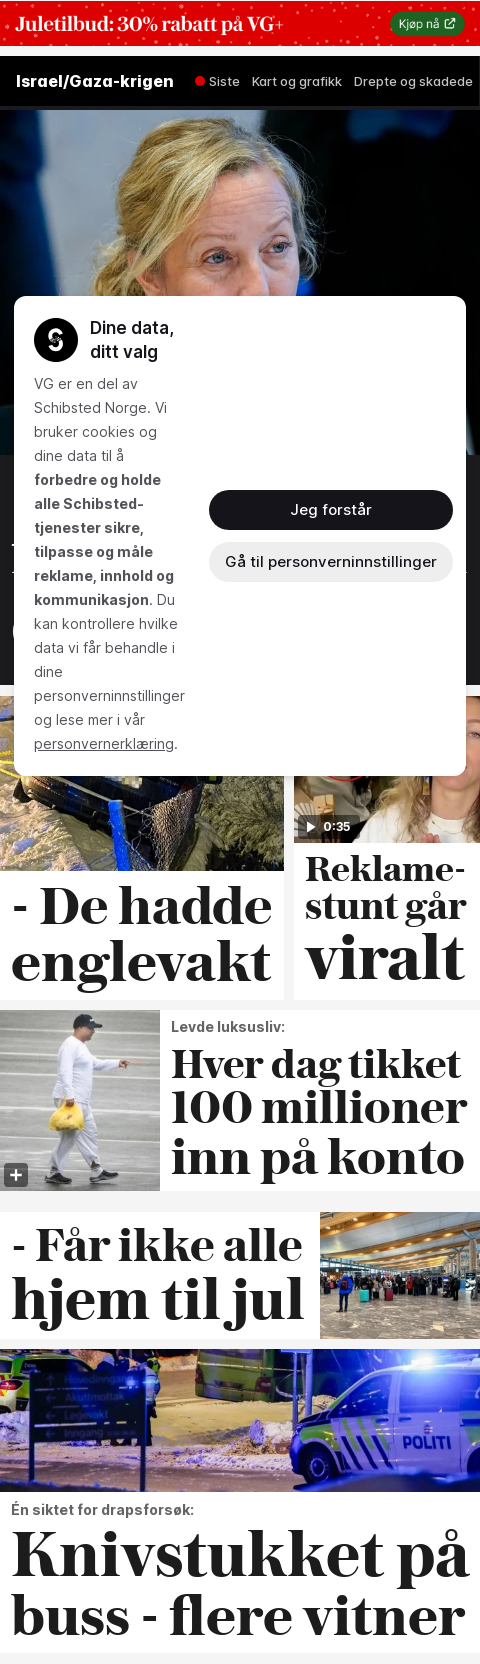 Juletilbud: 30% rabatt på VG+
Kjøp nå
Israel/Gaza-krigen
Siste
Kart og grafikk
Drepte og skadede
Dine data,
ditt valg
VG er en del av
Schibsted Norge. Vi
bruker cookies og
dine data til å
forbedre og holde
alle Schibsted-
tjenester sikre,
tilpasse og måle
reklame, innhold og
kommunikasjon. Du
kan kontrollere hvilke
data vi får behandle i
dine
personverninnstillinger
og lese mer i vår
personvernerklæring.
Jeg forstår
Gå til personverninnstillinger
0:35
- De hadde
englevakt
Reklame-
stunt går
viralt
Levde luksusliv:
Hver dag tikket
100 millioner
inn på konto
- Får ikke alle
hjem til jul
Hovedinngang
Akuttmottak
Legevakt
POLITI
Én siktet for drapsforsøk:
Knivstukket på
buss - flere vitner